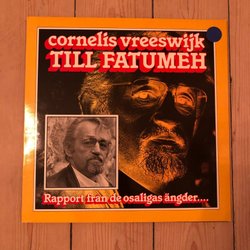 cornelis vreeswijk
TILL FATUMEH
Rapport från de osaligas ängder....